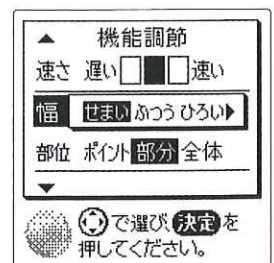 ▲ 機能調節
速さ 遅い□■□速い
幅 せまい ふつう ひろい▶
部位 ポイント 部分 全体
▼
で選び、決定を
押してください。